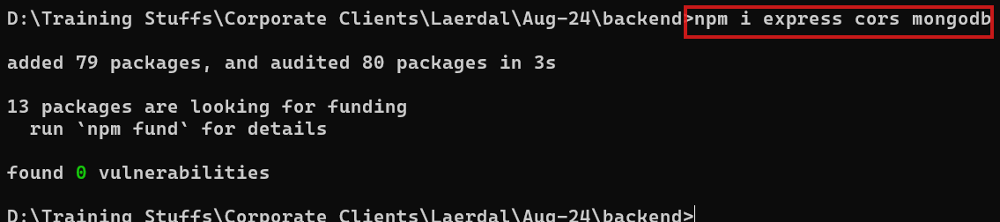 D:\Training Stuffs\Corporate Clients\Laerdal\Aug-24\backend>npm i express cors mongodb
added 79 packages, and audited 80 packages in 3s
13 packages are looking for funding
run `npm fund` for details
found 0 vulnerabilities
D:\Training Stuffs\Corporate Clients\Laerdal\Aug-24\backend>